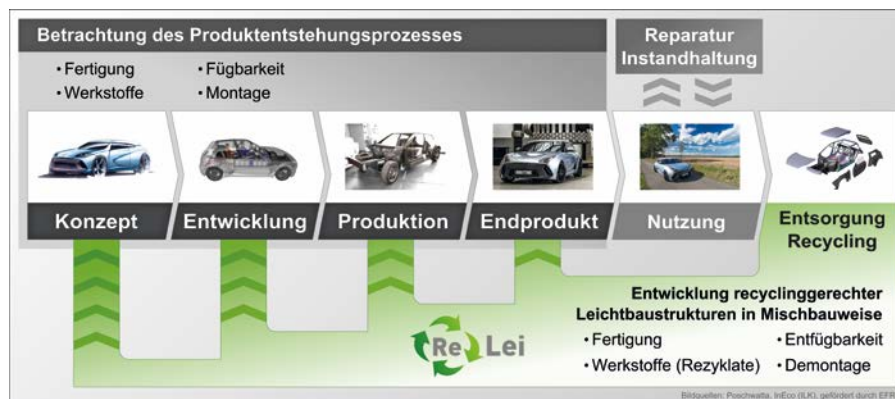 Betrachtung des Produktentstehungsprozesses
• Fertigung
• Werkstoffe
• Fügbarkeit
• Montage
Reparatur
Instandhaltung
Konzept
Entwicklung
Produktion
Endprodukt
Nutzung
Entsorgung
Recycling
Entwicklung recyclinggerechter
Leichtbaustrukturen in Mischbauweise
• Fertigung
• Werkstoffe (Rezyklate)
• Entfügbarkeit
• Demontage
Re Lei
Bildquellen: Poschwatta, InEco (ILK), gefördert durch EFRE